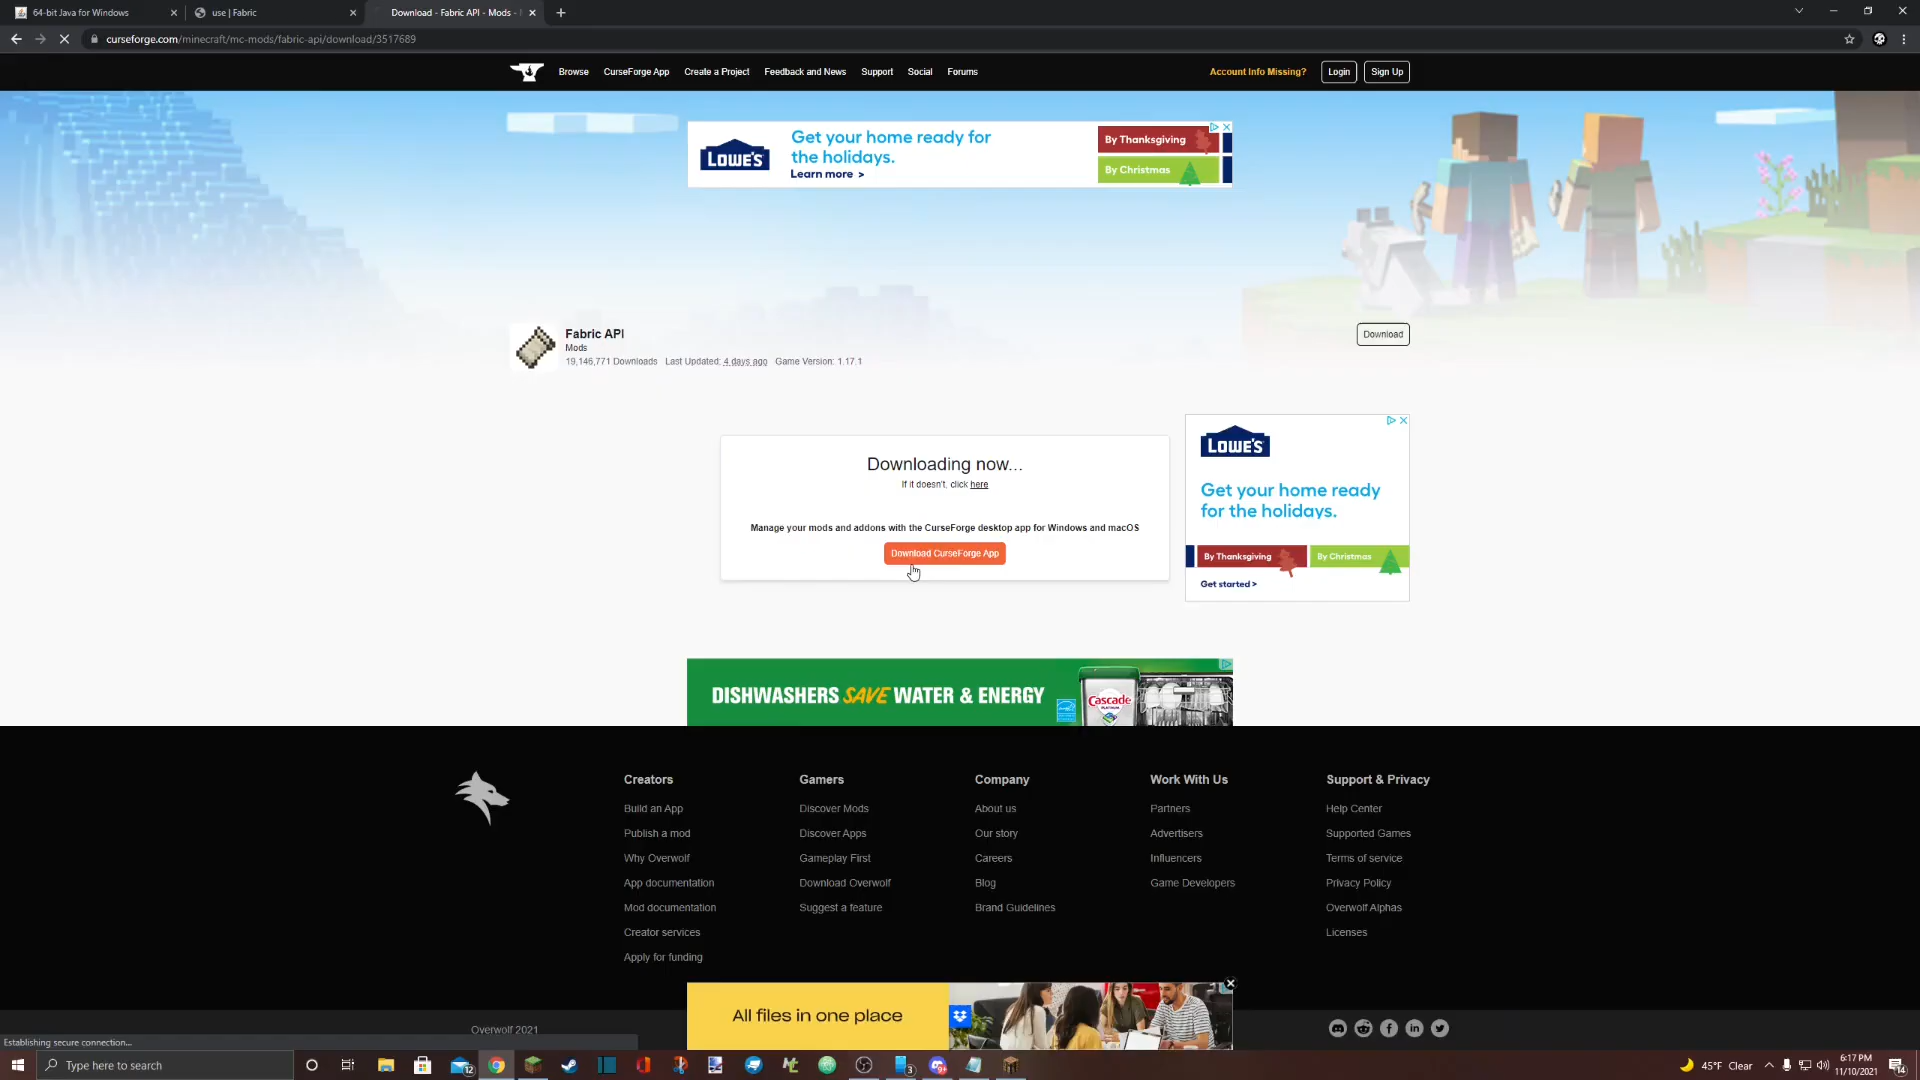 64-bit Java for Windows
use | Fabric
Download - Fabric API - Mods -
curseforge.com/minecraft/mc-mods/fabric-api/download/3517689
Browse
CurseForge App
Create a Project
Feedback and News
Support
Social
Forums
Account Info Missing?
Login
Sign Up
LOWE'S
Get your home ready for
the holidays.
Learn more >
By Thanksgiving
By Christmas
Fabric API
Mods
19,146,771 Downloads Last Updated: 4 days ago Game Version: 1.17.1
Download
Downloading now...
If it doesn't, click here
Manage your mods and addons with the CurseForge desktop app for Windows and macOS
Download CurseForge App
LOWE'S
Get your home ready
for the holidays.
By Thanksgiving
By Christmas
Get started >
DISHWASHERS SAVE WATER & ENERGY
Cascade
PLATINUM
Creators
Build an App
Publish a mod
Why Overwolf
App documentation
Mod documentation
Creator services
Apply for funding
Gamers
Discover Mods
Discover Apps
Gameplay First
Download Overwolf
Suggest a feature
Company
About us
Our story
Careers
Blog
Brand Guidelines
Work With Us
Partners
Advertisers
Influencers
Game Developers
Support & Privacy
Help Center
Supported Games
Terms of service
Privacy Policy
Overwolf Alphas
Licenses
All files in one place
Overwolf 2021
Establishing secure connection...
Type here to search
12
3
9+
45°F Clear
6:17 PM
11/10/2021
14